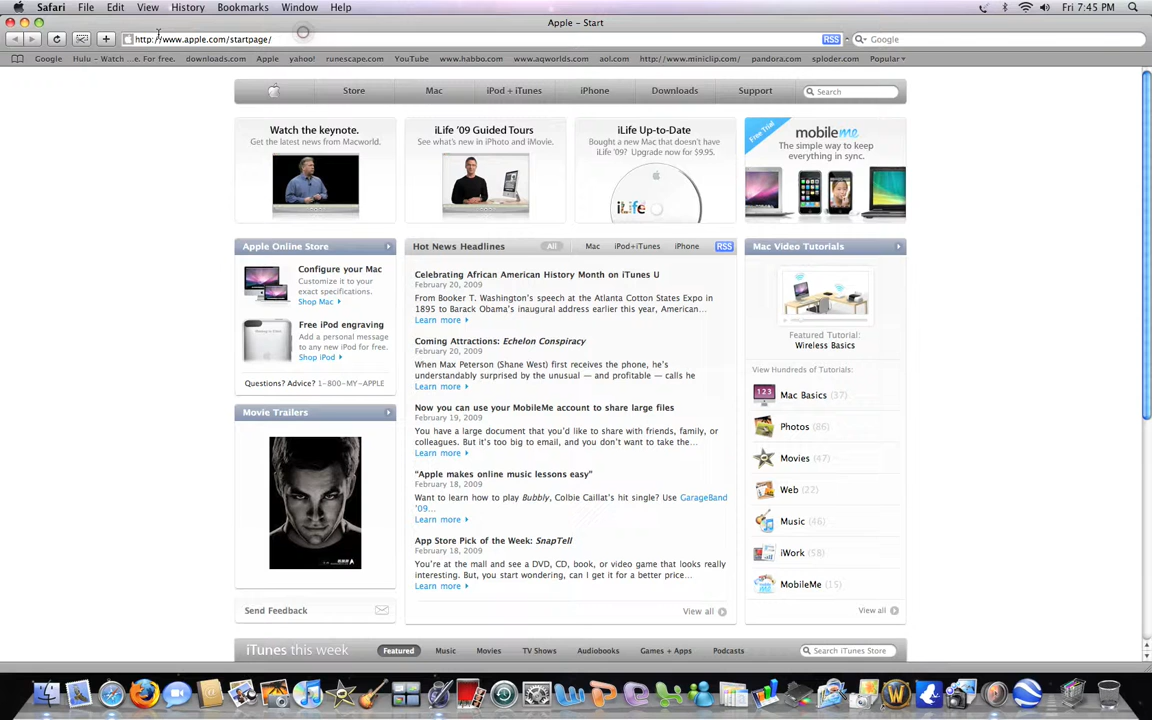 Safari File Edit View History Bookmarks Window Help Fri 7:45 PM
Apple – Start
http://www.apple.com/startpage/ RSS Google
Google Hulu – Watch ...e. For free. downloads.com Apple yahoo! runescape.com YouTube www.habbo.com www.aqworlds.com aol.com http://www.miniclip.com/ pandora.com sploder.com Popular
Store Mac iPod + iTunes iPhone Downloads Support Search
Watch the keynote.
Get the latest news from Macworld.
iLife '09 Guided Tours
See what's new in iPhoto and iMovie.
iLife Up-to-Date
Bought a new Mac that doesn't have
iLife '09? Upgrade now for $9.95.
iLife
Free Trial
mobileme
The simple way to keep
everything in sync.
Apple Online Store
Configure your Mac
Customize it to your
exact specifications.
Shop Mac
Free iPod engraving
Add a personal message
to any new iPod for free.
Shop iPod
Questions? Advice? 1-800-MY-APPLE
Movie Trailers
Send Feedback
Hot News Headlines All Mac iPod+iTunes iPhone RSS
Celebrating African American History Month on iTunes U
February 20, 2009
From Booker T. Washington's speech at the Atlanta Cotton States Expo in
1895 to Barack Obama's inaugural address earlier this year, American...
Learn more
Coming Attractions: Echelon Conspiracy
February 20, 2009
When Max Peterson (Shane West) first receives the phone, he's
understandably surprised by the unusual — and profitable — calls he
Learn more
Now you can use your MobileMe account to share large files
February 19, 2009
You have a large document that you'd like to share with friends, family, or
colleagues. But it's too big to email, and you don't want to take the...
Learn more
“Apple makes online music lessons easy”
February 18, 2009
Want to learn how to play Bubbly, Colbie Caillat's hit single? Use GarageBand
'09...
Learn more
App Store Pick of the Week: SnapTell
February 18, 2009
You're at the mall and see a DVD, CD, book, or video game that looks really
interesting. But, you start wondering, can I get it for a better price...
Learn more
View all
Mac Video Tutorials
Featured Tutorial:
Wireless Basics
View Hundreds of Tutorials:
123
Mac Basics (37)
Photos (86)
Movies (47)
Web (22)
Music (46)
iWork (58)
MobileMe (15)
View all
iTunes this week Featured Music Movies TV Shows Audiobooks Games + Apps Podcasts Search iTunes Store